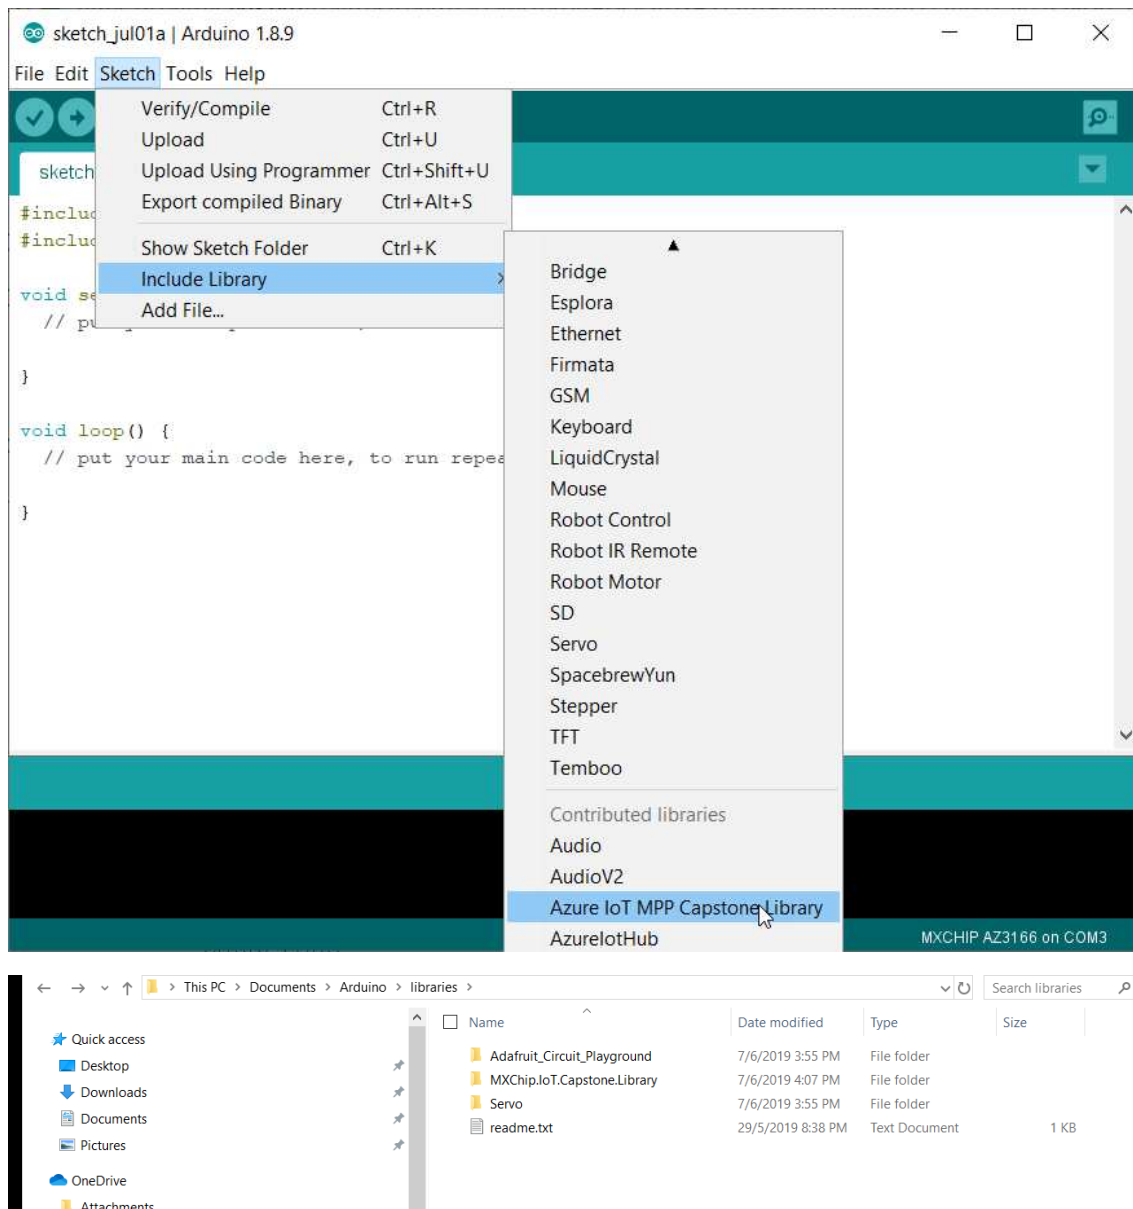 sketch_jul01a | Arduino 1.8.9
File Edit Sketch Tools Help
Verify/Compile Ctrl+R
Upload Ctrl+U
sketch
Upload Using Programmer Ctrl+Shift+U
Export compiled Binary Ctrl+Alt+S
#includ
#includ
Show Sketch Folder Ctrl+K
Include Library
void se
Add File...
// pu
}
void loop() {
// put your main code here, to run repea
}
Bridge
Esplora
Ethernet
Firmata
GSM
Keyboard
LiquidCrystal
Mouse
Robot Control
Robot IR Remote
Robot Motor
SD
Servo
SpacebrewYun
Stepper
TFT
Temboo
Contributed libraries
Audio
AudioV2
Azure IoT MPP Capstone Library
AzureIotHub
MXCHIP AZ3166 on COM3
This PC > Documents > Arduino > libraries >
Search libraries
Name Date modified Type Size
Quick access
Desktop
Downloads
Documents
Pictures
OneDrive
Attachments
Adafruit_Circuit_Playground 7/6/2019 3:55 PM File folder
MXChip.IoT.Capstone.Library 7/6/2019 4:07 PM File folder
Servo 7/6/2019 3:55 PM File folder
readme.txt 29/5/2019 8:38 PM Text Document 1 KB